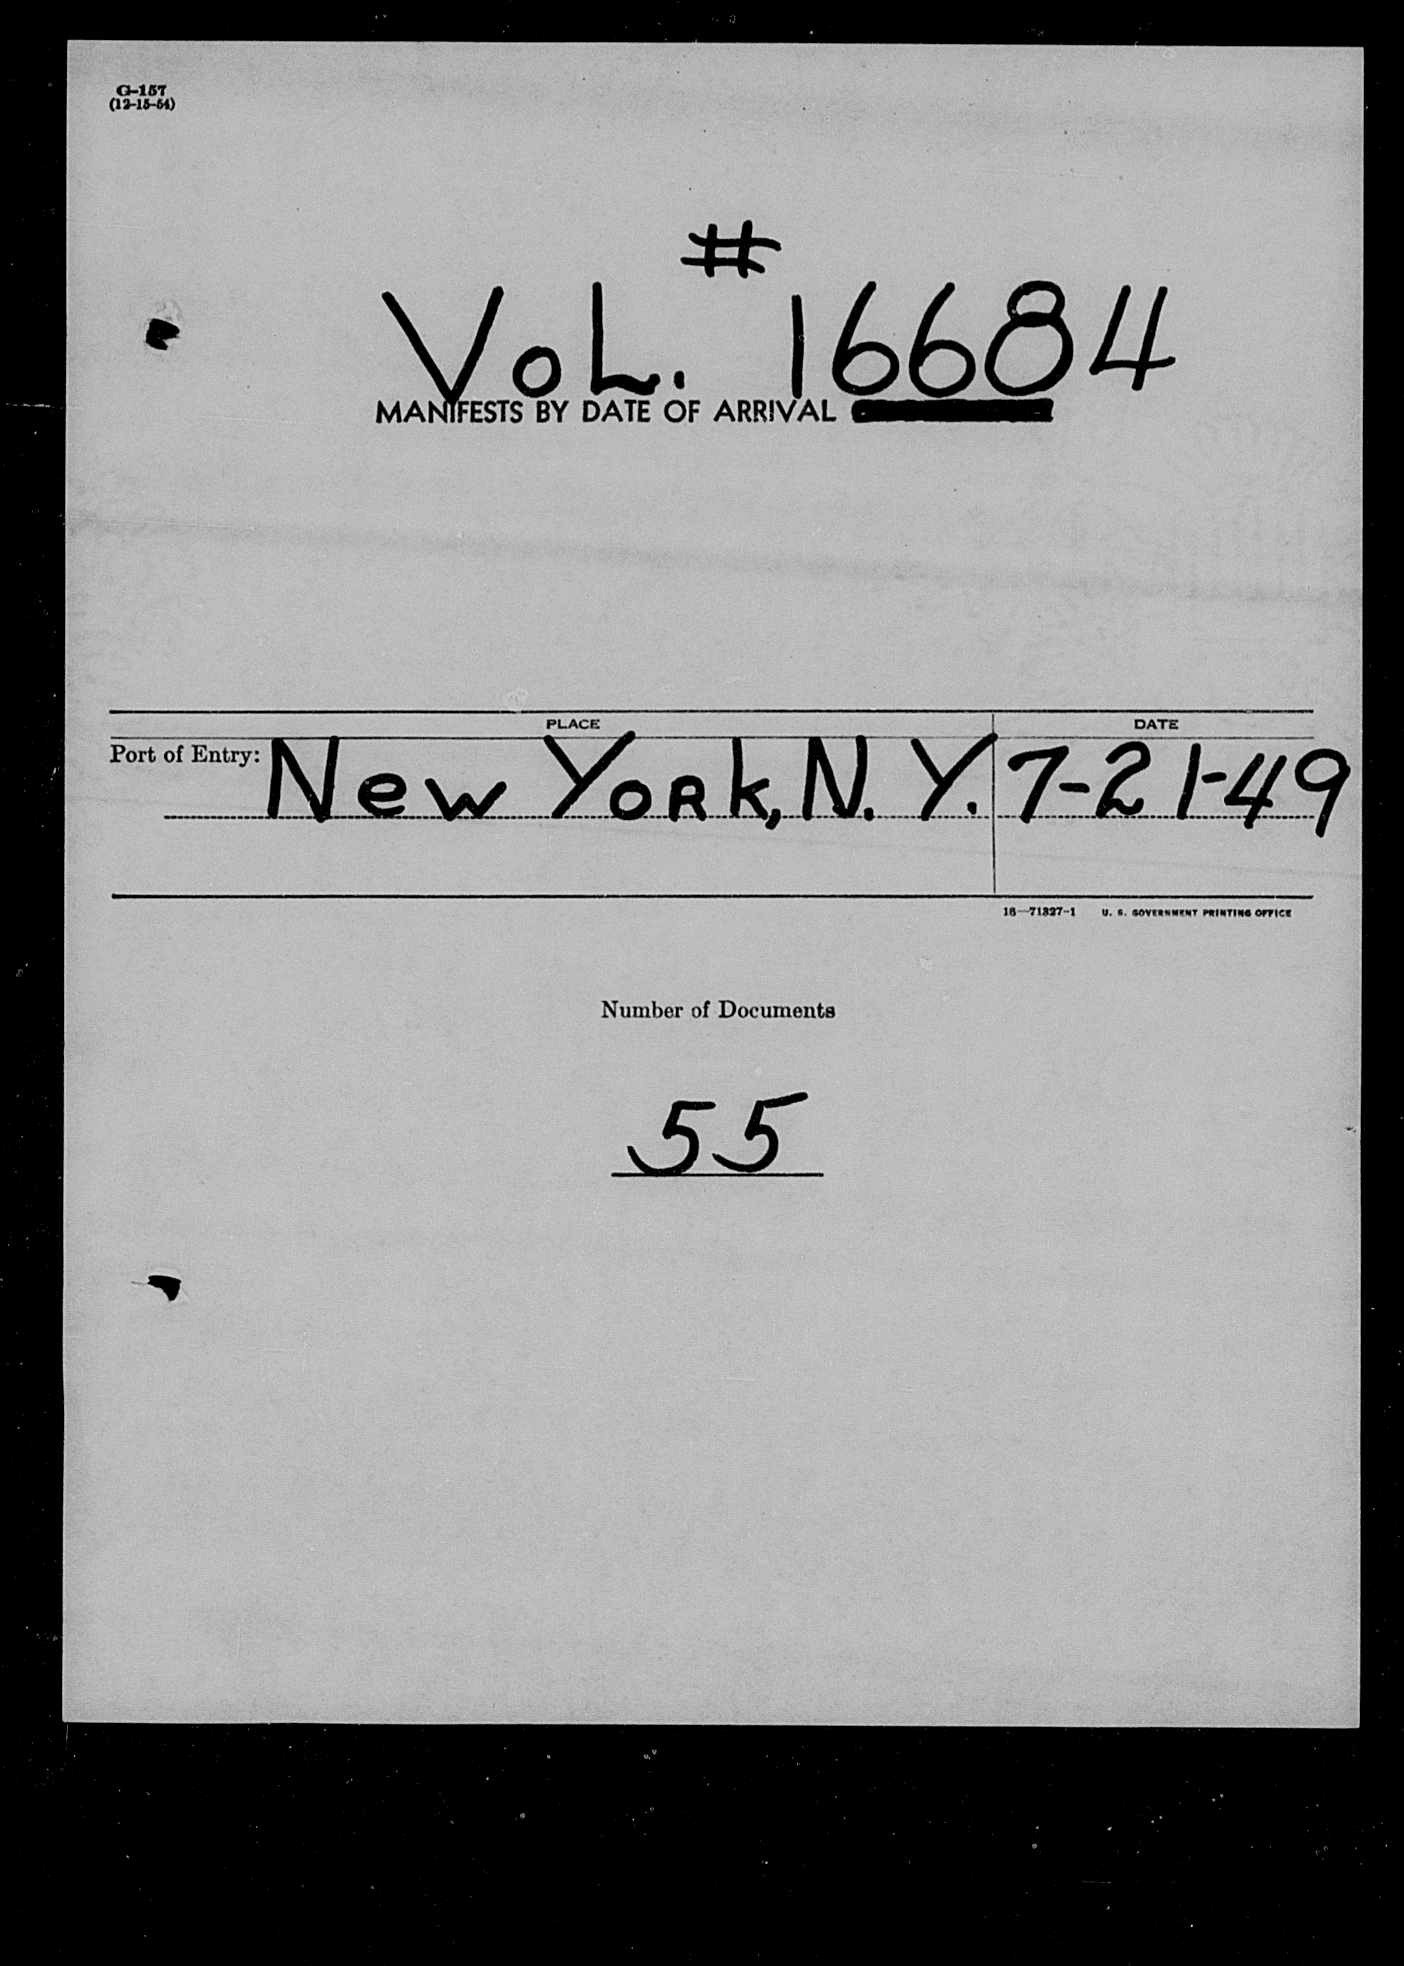 G-157
(12-15-54)
#
VoL. 16684
MANIFESTS BY DATE OF ARRIVAL
PLACE DATE
Port of Entry: New York, N. Y. 7-21-49
16—71327-1 U. S. GOVERNMENT PRINTING OFFICE
Number of Documents
55